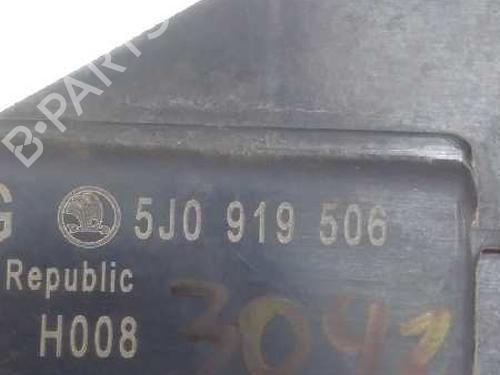 B-PARTS
G 5J0 919 506
Republic
H008
3041